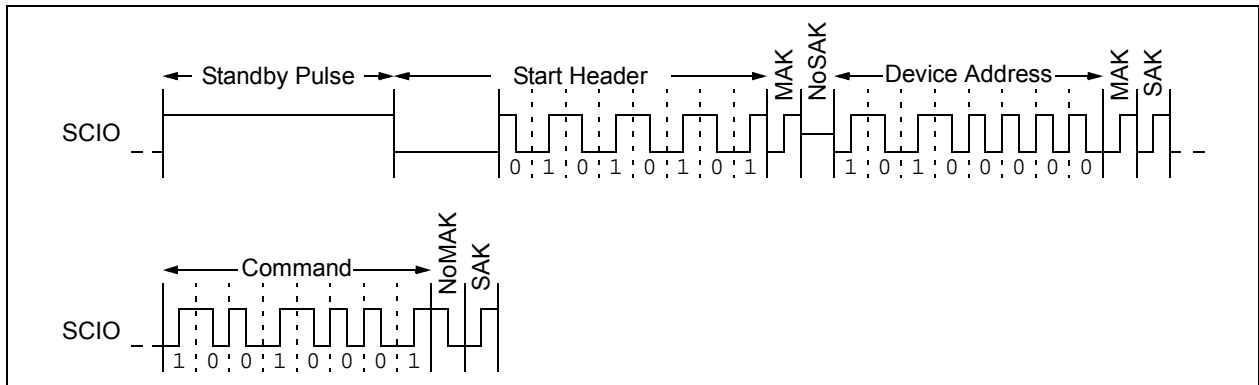 Standby Pulse
Start Header
MAK
NoSAK
Device Address
MAK
SAK
SCIO
0 1 0 1 0 1 0 1
1 0 1 0 0 0 0 0
Command
NoMAK
SAK
SCIO
1 0 0 1 0 0 0 1